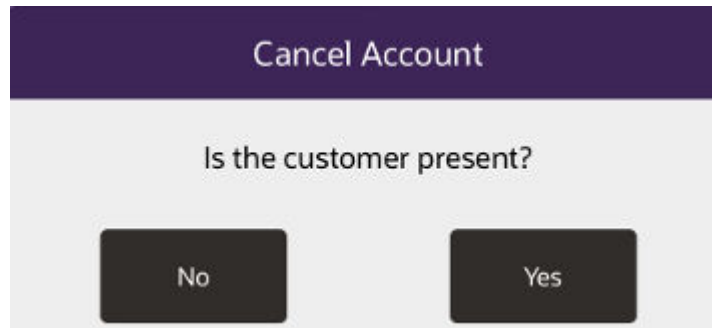 Cancel Account
Is the customer present?
No
Yes